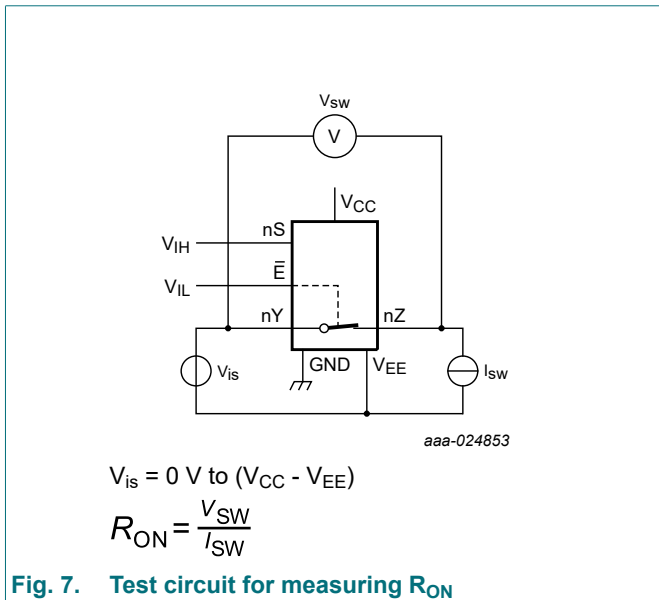 Vsw
V
VCC
nS
VIH
E̅
VIL
nY
nZ
Vis
GND
VEE
Isw
aaa-024853
Vis = 0 V to (VCC - VEE)
RON = VSW / ISW
Fig. 7. Test circuit for measuring RON